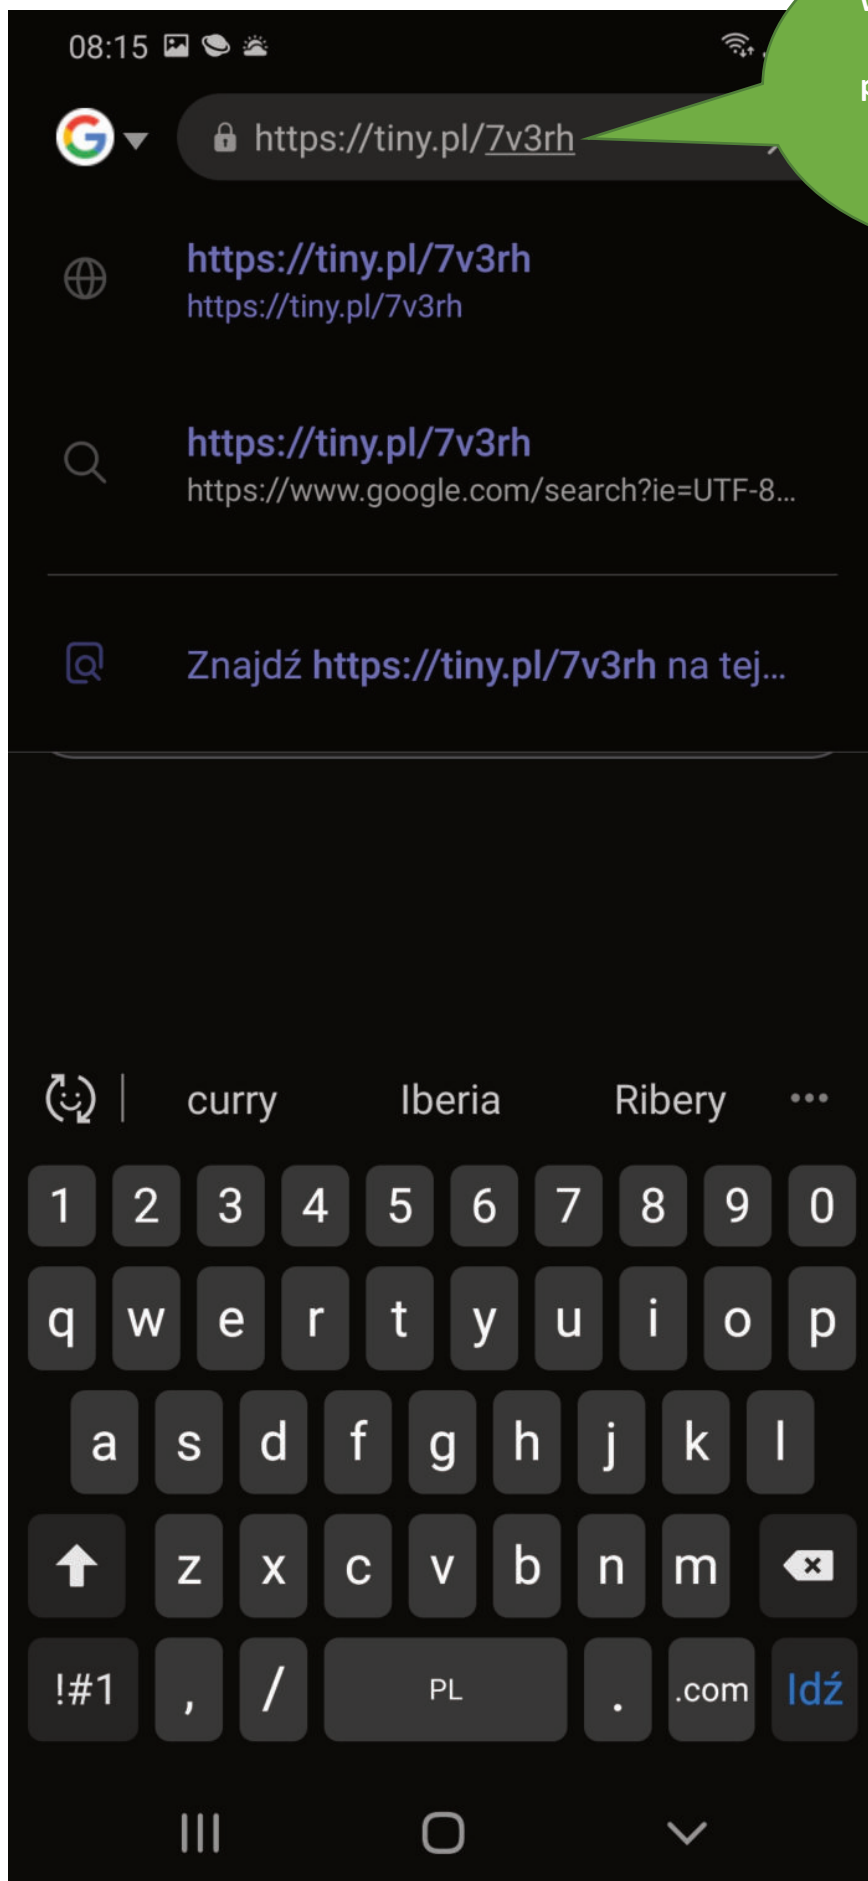 08:15
https://tiny.pl/7v3rh
https://tiny.pl/7v3rh
https://tiny.pl/7v3rh
https://tiny.pl/7v3rh
https://www.google.com/search?ie=UTF-8...
Znajdź https://tiny.pl/7v3rh na tej...
curry Iberia Ribery
1 2 3 4 5 6 7 8 9 0
q w e r t y u i o p
a s d f g h j k l
z x c v b n m
!#1 , / PL . .com Idź